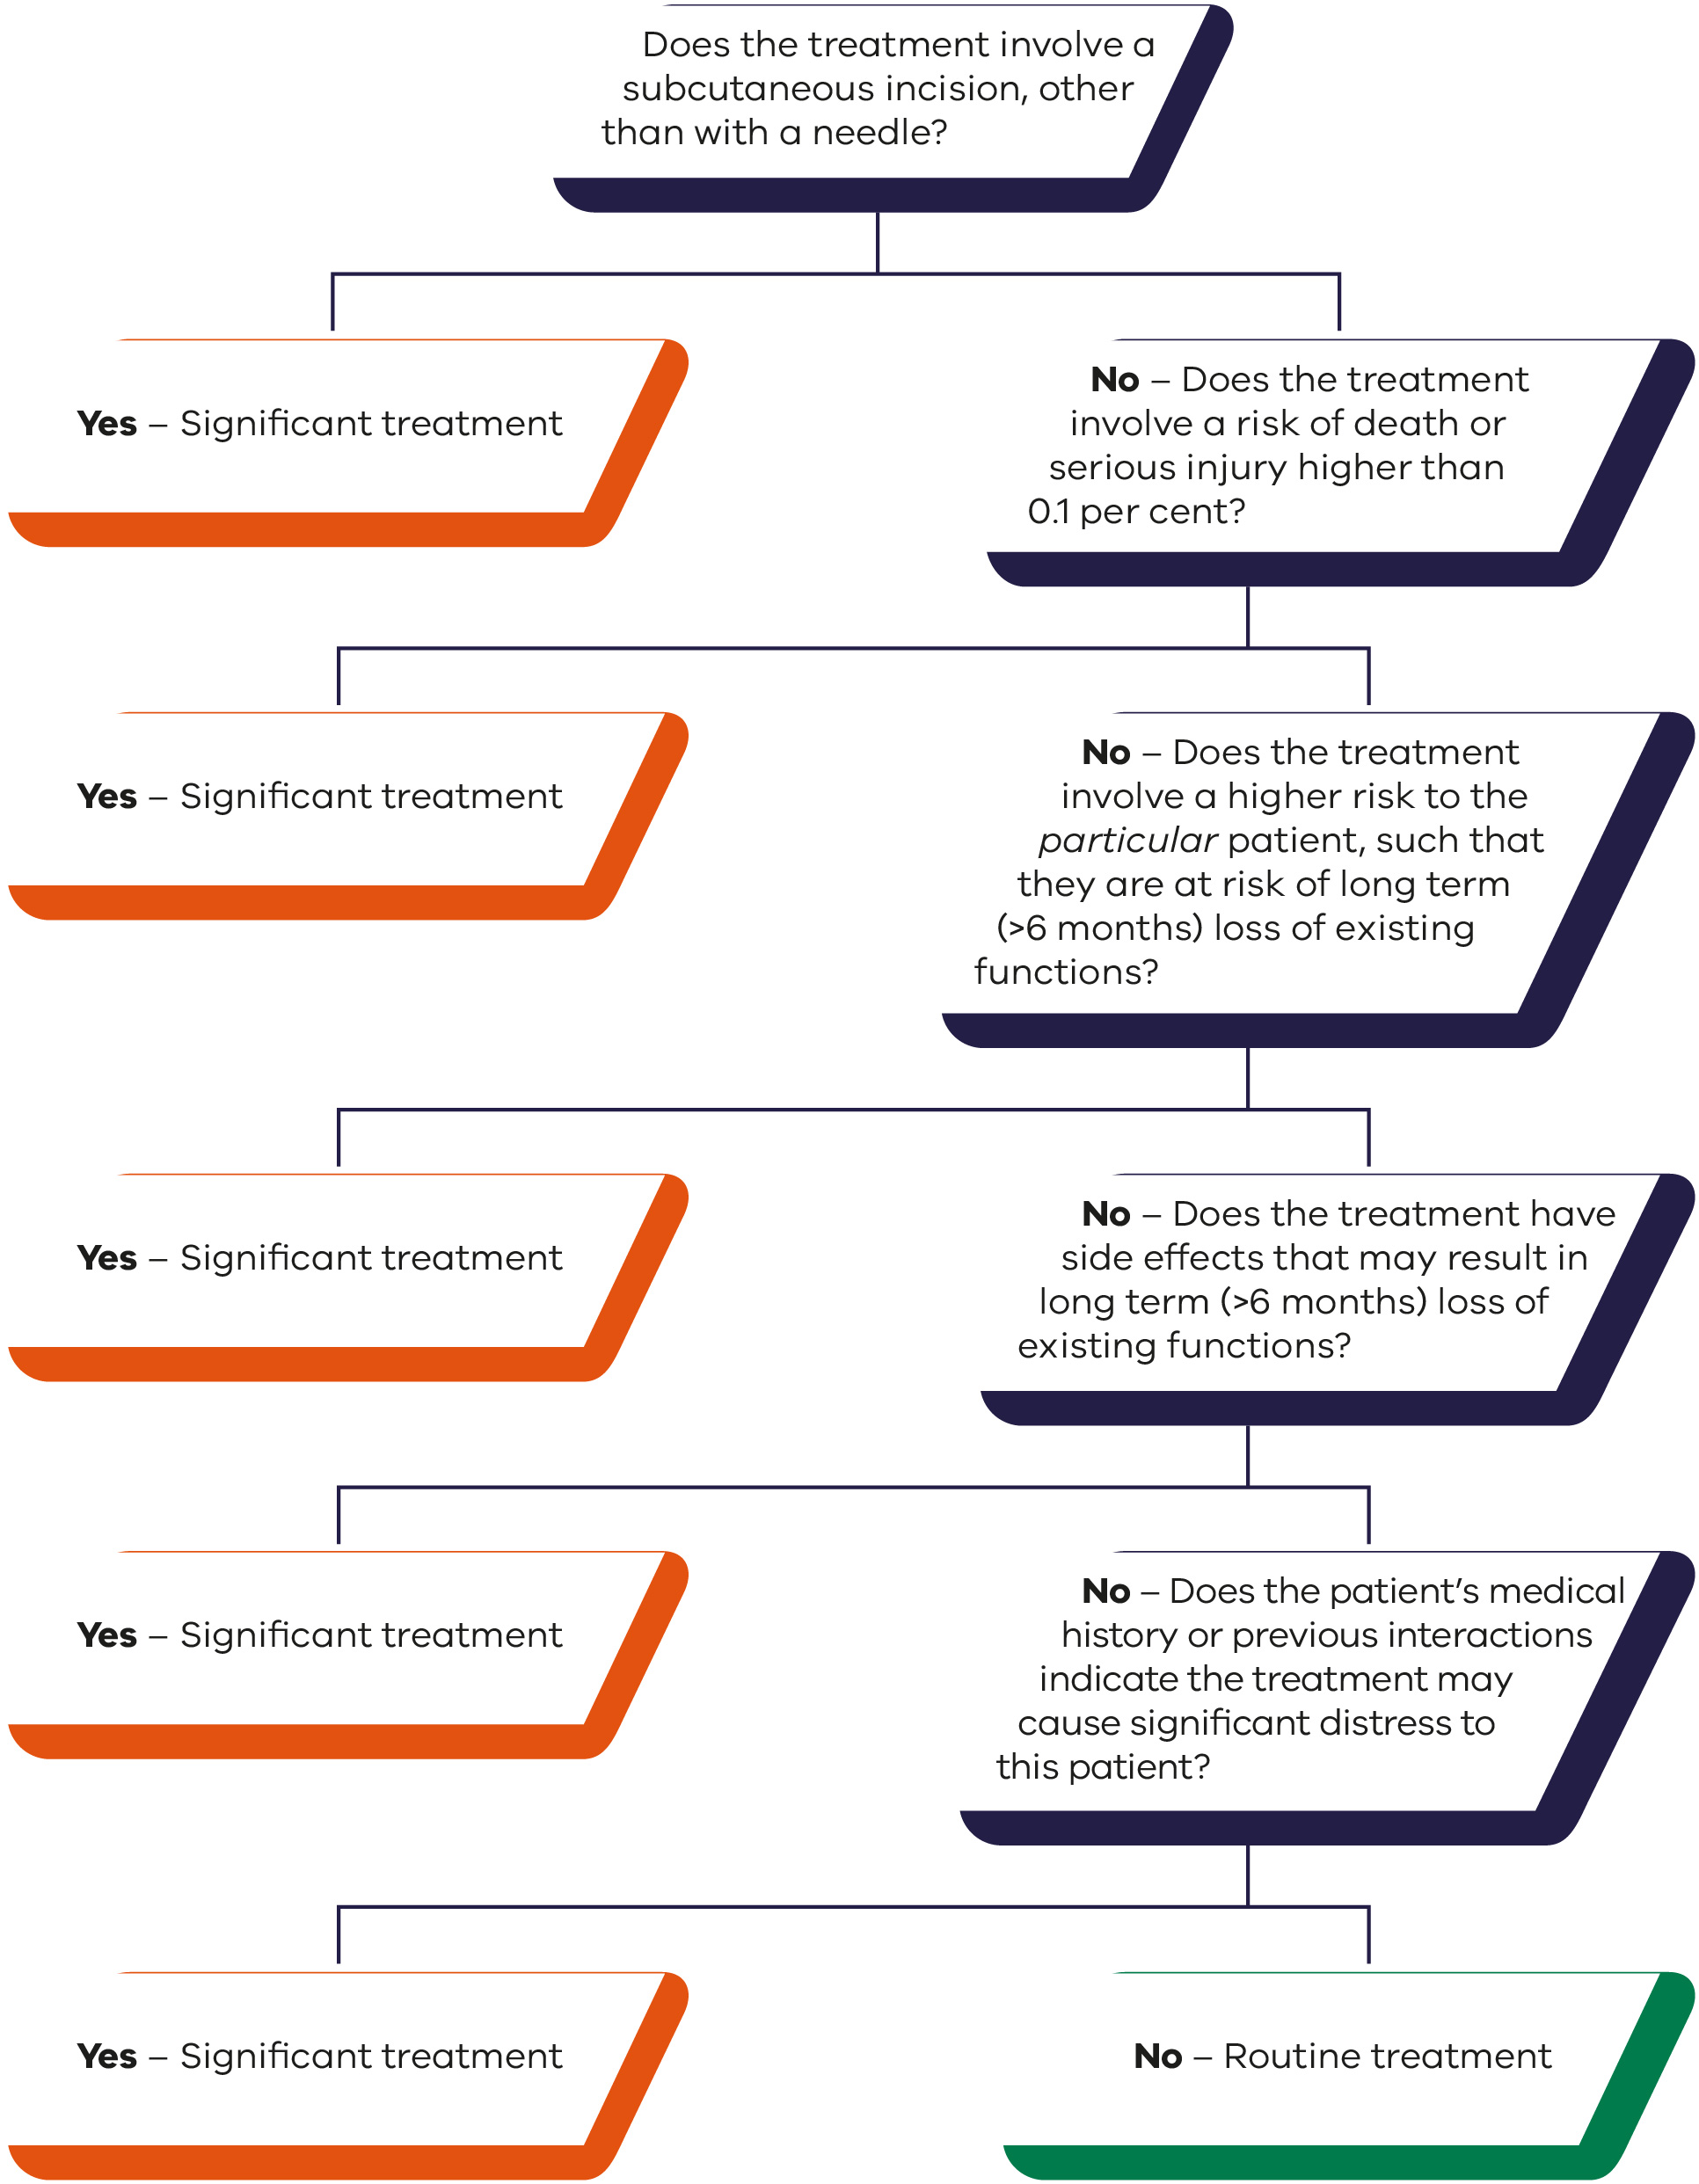 Does the treatment involve a
subcutaneous incision, other
than with a needle?
Yes – Significant treatment
No – Does the treatment
involve a risk of death or
serious injury higher than
0.1 per cent?
Yes – Significant treatment
No – Does the treatment
involve a higher risk to the
particular patient, such that
they are at risk of long term
(>6 months) loss of existing
functions?
Yes – Significant treatment
No – Does the treatment have
side effects that may result in
long term (>6 months) loss of
existing functions?
Yes – Significant treatment
No – Does the patient’s medical
history or previous interactions
indicate the treatment may
cause significant distress to
this patient?
Yes – Significant treatment
No – Routine treatment